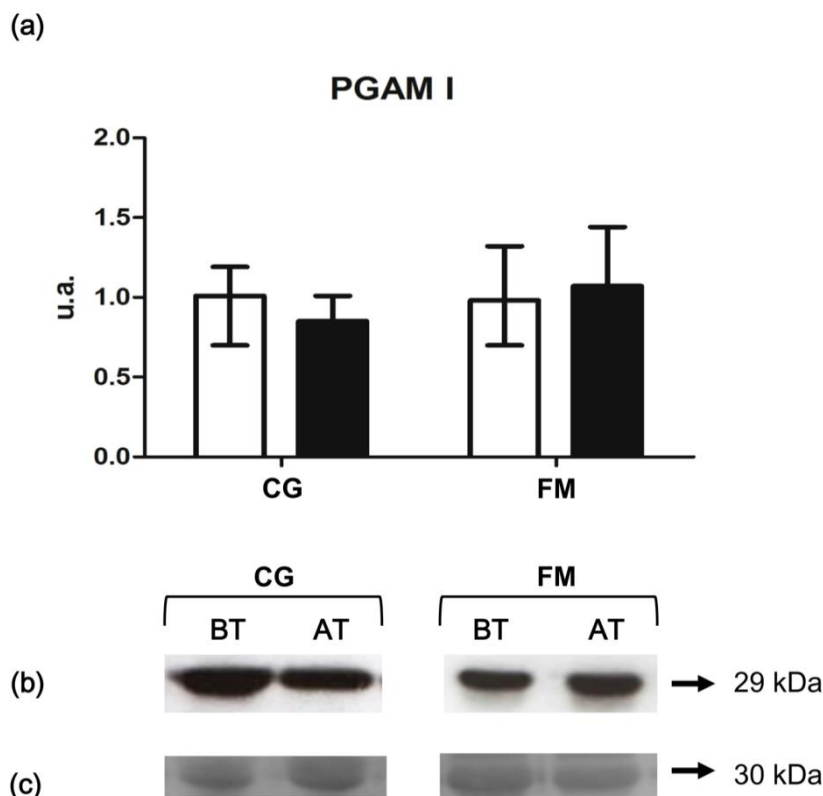 (a)
PGAM I
2.0
1.5
1.0
0.5
0.0
u.a.
CG FM
CG FM
BT AT BT AT
(b) 29 kDa
(c) 30 kDa